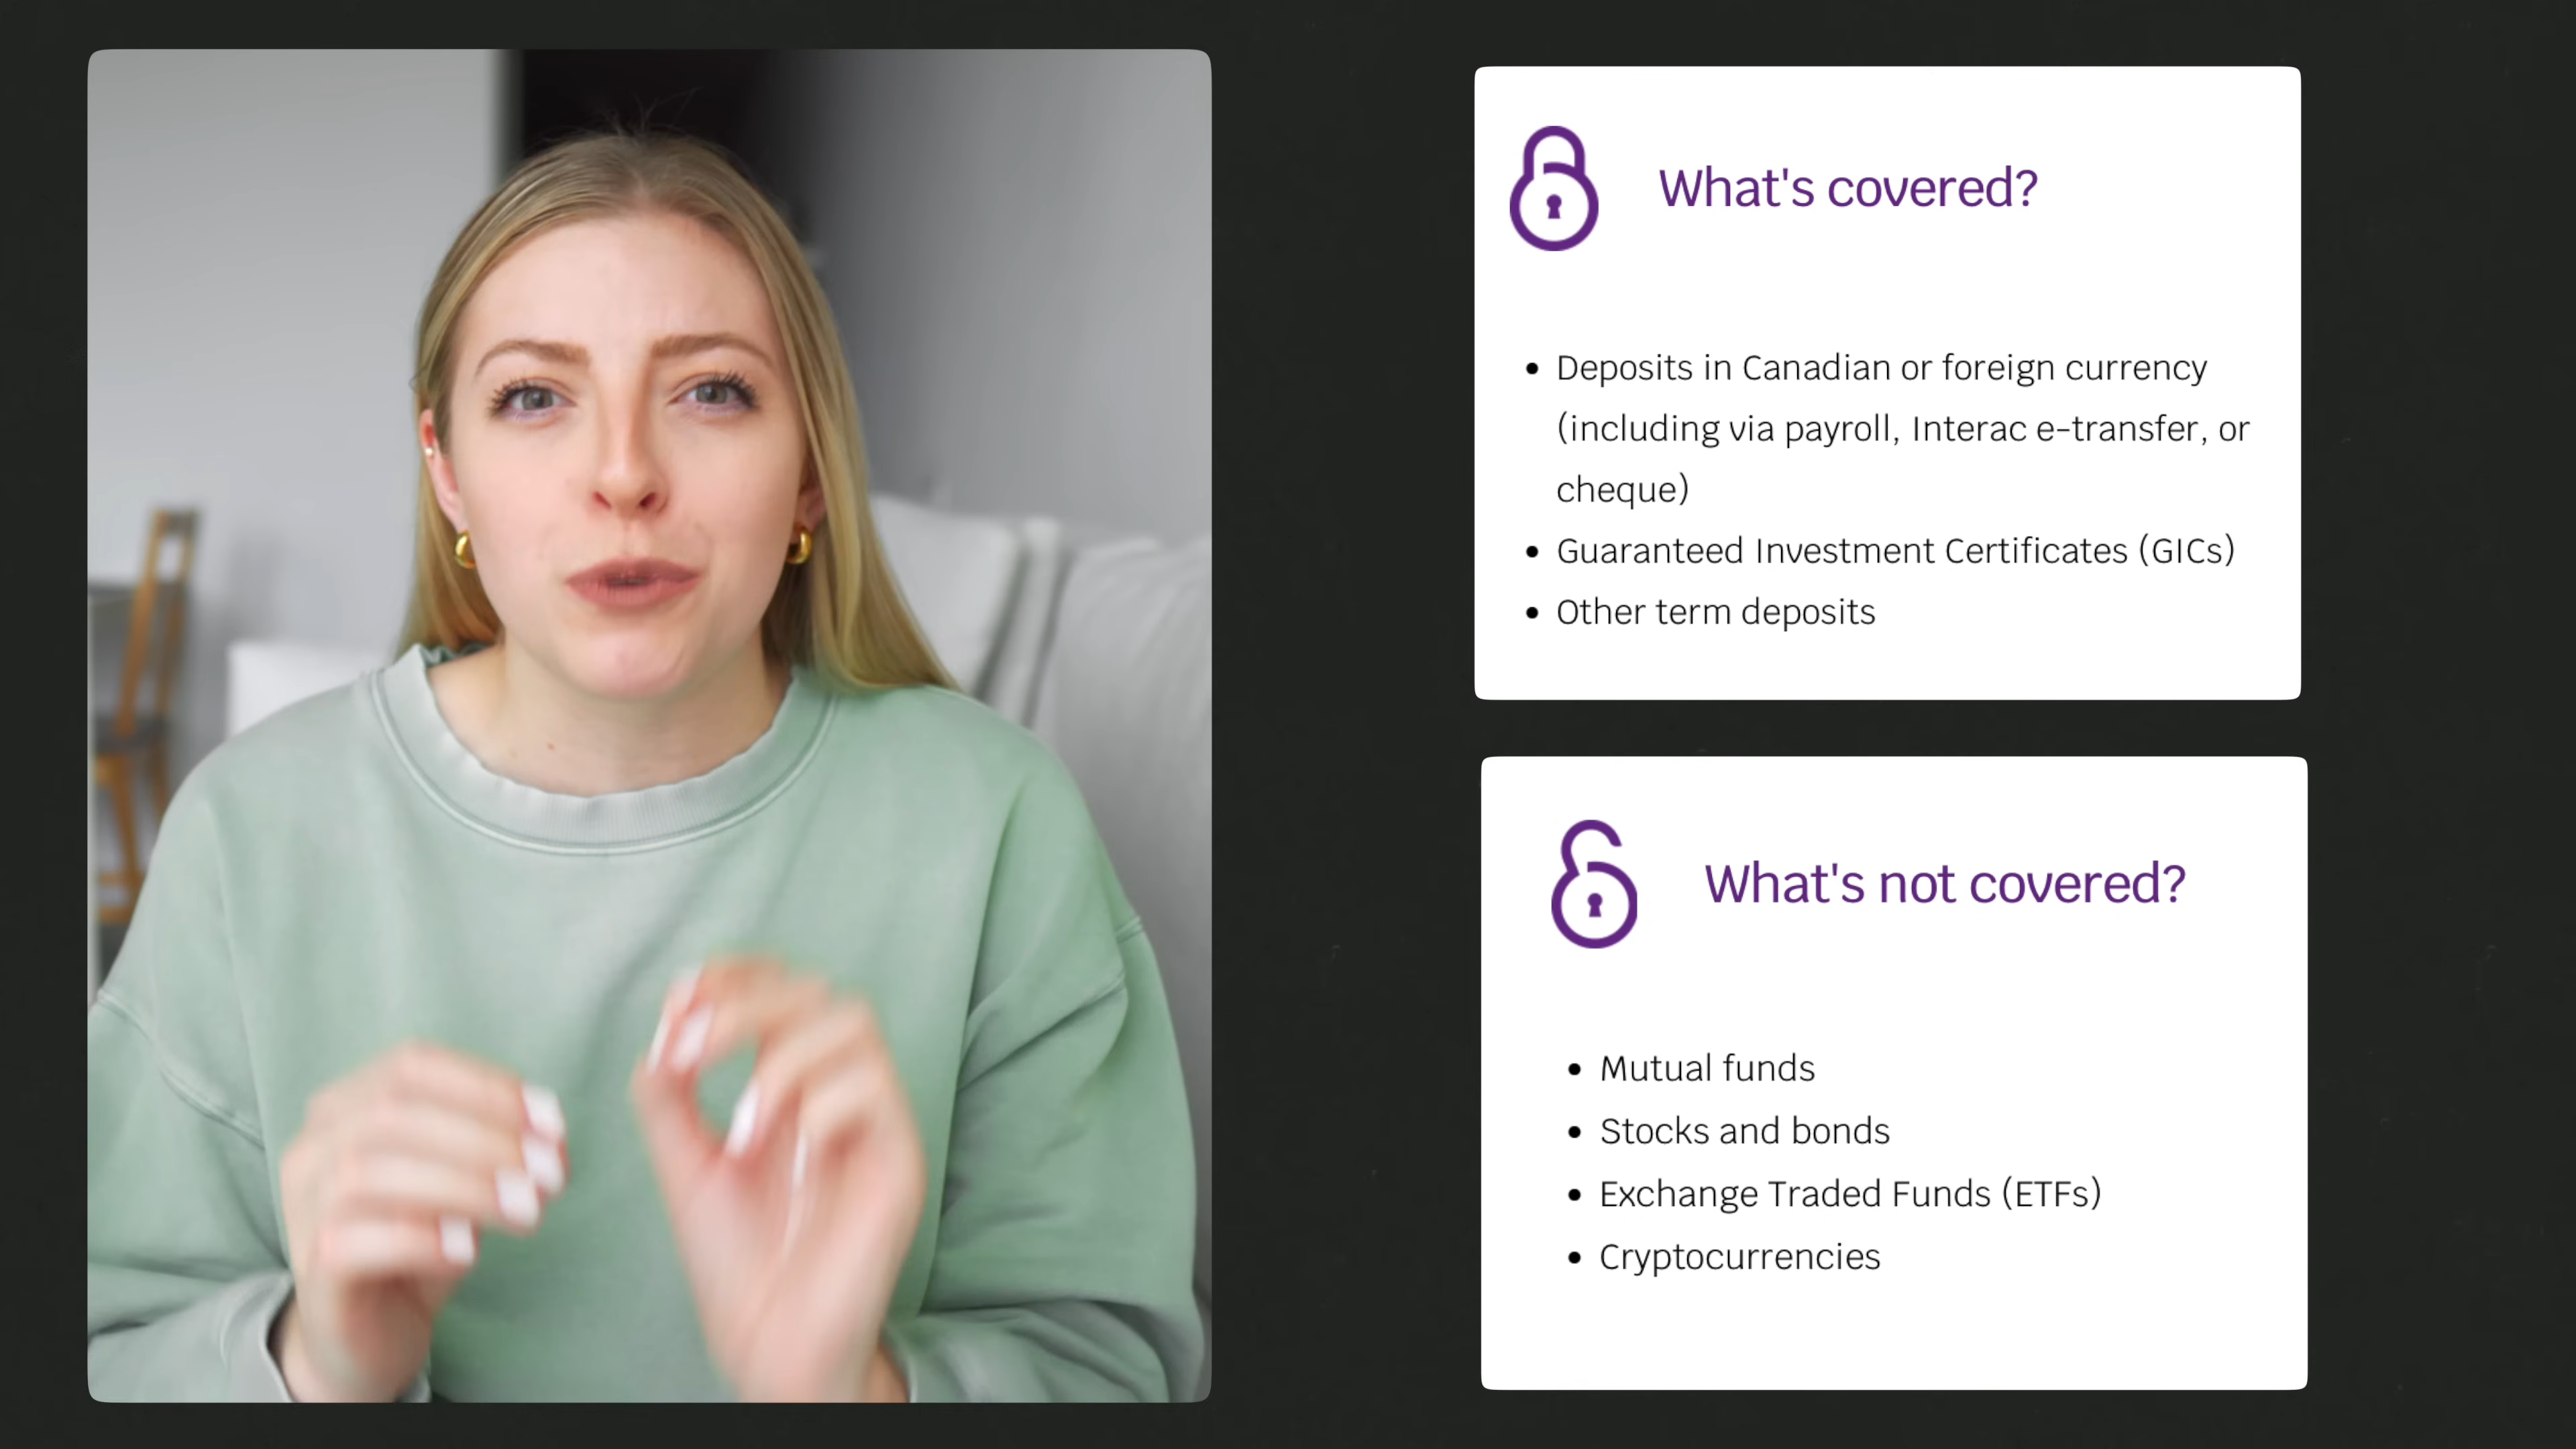 What's covered?
• Deposits in Canadian or foreign currency
(including via payroll, Interac e-transfer, or
cheque)
• Guaranteed Investment Certificates (GICs)
• Other term deposits
What's not covered?
• Mutual funds
• Stocks and bonds
• Exchange Traded Funds (ETFs)
• Cryptocurrencies